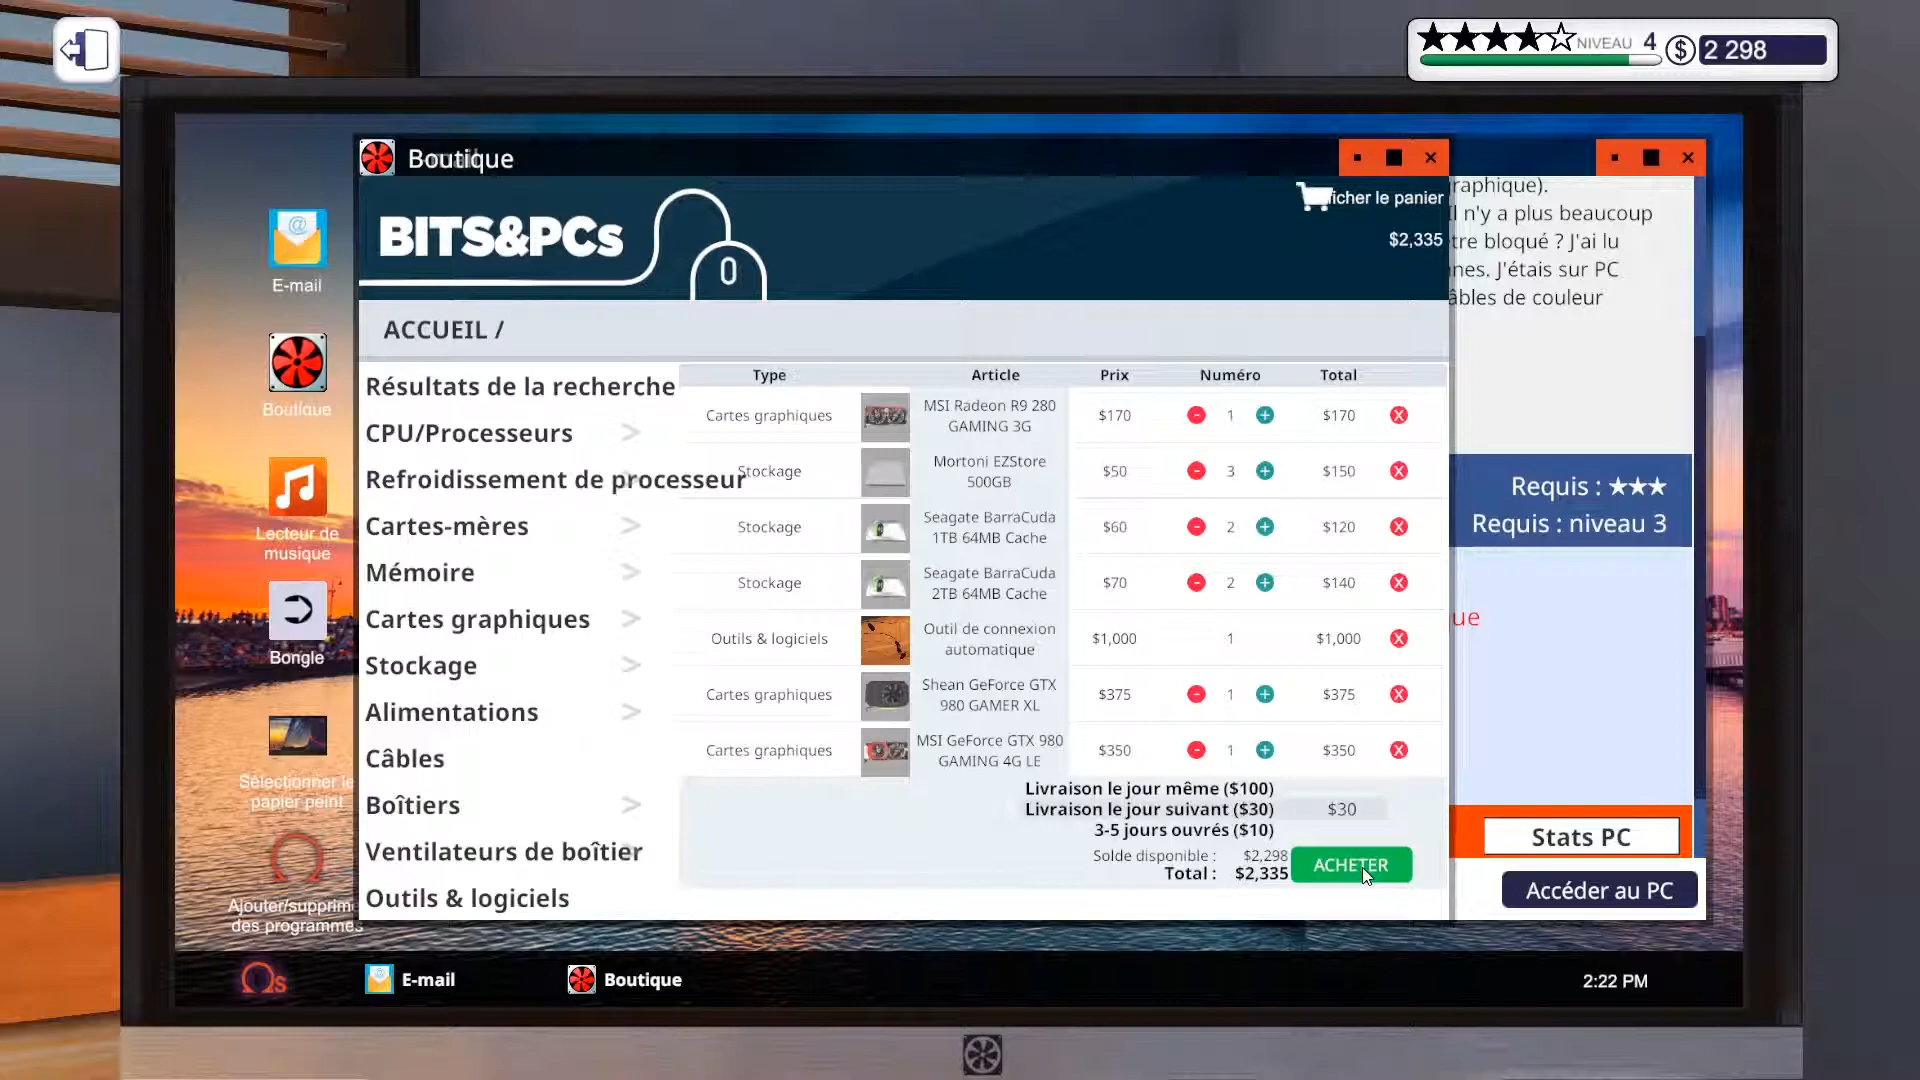 NIVEAU 4
$ 2 298
Boutique
Afficher le panier
BITS&PCs
$2,335
ACCUEIL /
Résultats de la recherche
CPU/Processeurs >
Refroidissement de processeur
Cartes-mères >
Mémoire >
Cartes graphiques >
Stockage >
Alimentations >
Câbles
Boîtiers >
Ventilateurs de boîtier
Outils & logiciels
Type Article Prix Numéro Total
Cartes graphiques MSI Radeon R9 280 GAMING 3G $170 - 1 + $170 X
Stockage Mortoni EZStore 500GB $50 - 3 + $150 X
Stockage Seagate BarraCuda 1TB 64MB Cache $60 - 2 + $120 X
Stockage Seagate BarraCuda 2TB 64MB Cache $70 - 2 + $140 X
Outils & logiciels Outil de connexion automatique $1,000 1 $1,000 X
Cartes graphiques Shean GeForce GTX 980 GAMER XL $375 - 1 + $375 X
Cartes graphiques MSI GeForce GTX 980 GAMING 4G LE $350 - 1 + $350 X
Livraison le jour même ($100)
Livraison le jour suivant ($30) $30
3-5 jours ouvrés ($10)
Solde disponible : $2,298
Total : $2,335
ACHETER
raphique).
Il n'y a plus beaucoup
tre bloqué ? J'ai lu
nes. J'étais sur PC
âbles de couleur
Requis : ★★★
Requis : niveau 3
ue
Stats PC
Accéder au PC
E-mail
Boutique
Lecteur de
musique
Bongle
Sélectionner le
papier peint
Ajouter/supprime
des programmes
Ωs
E-mail
Boutique
2:22 PM